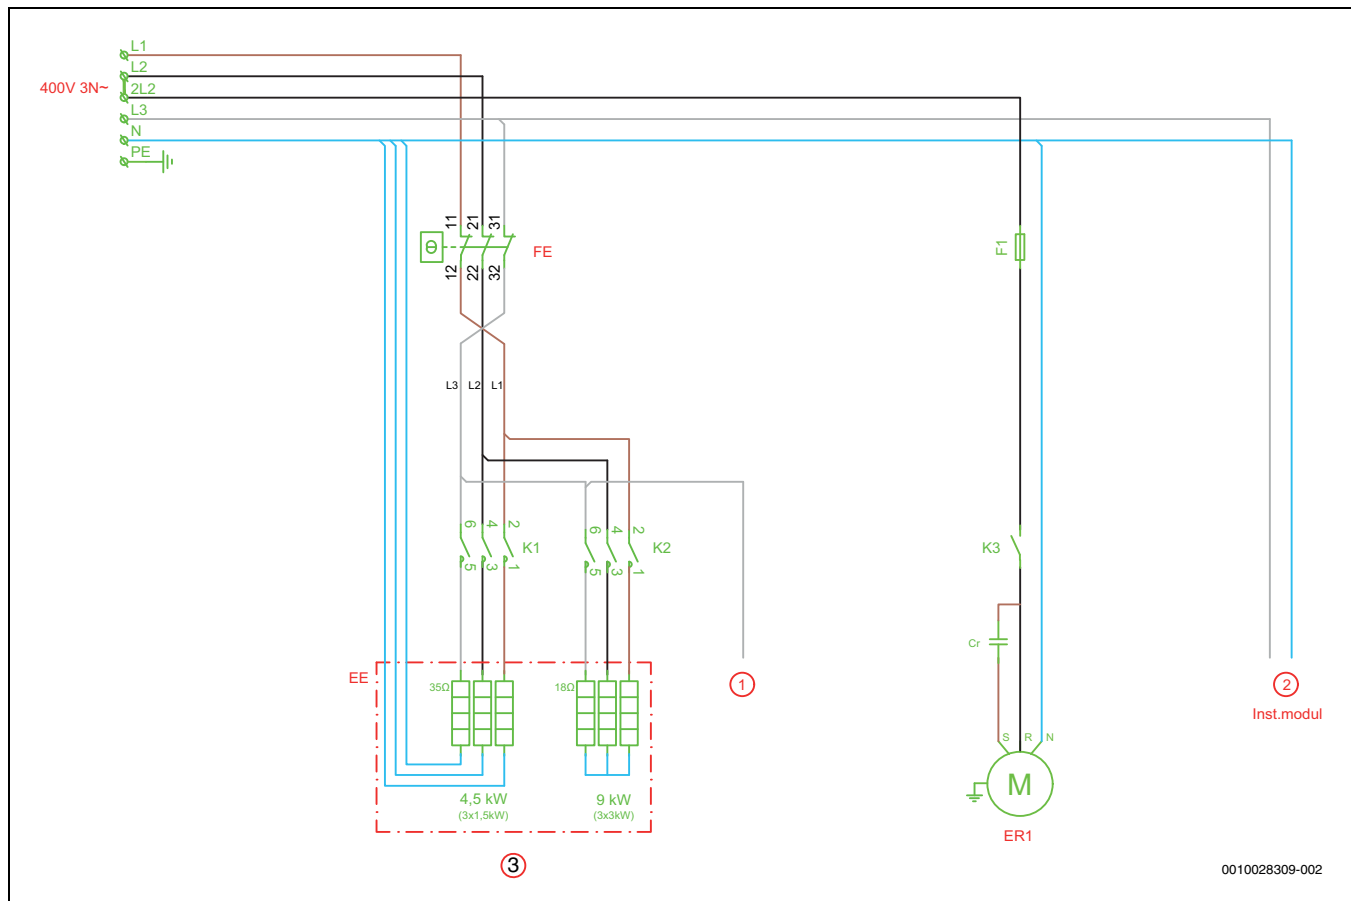 L1
L2
400V 3N~
2L2
L3
N
PE
11 21 31
FE
F1
12 22 32
L3 L2 L1
6 4 2
K1
5 3 1
6 4 2
K2
5 3 1
K3
Cr
EE
35Ω
18Ω
1
2
Inst.modul
S R N
M
4,5 kW
(3x1,5kW)
9 kW
(3x3kW)
ER1
3
0010028309-002
Θ